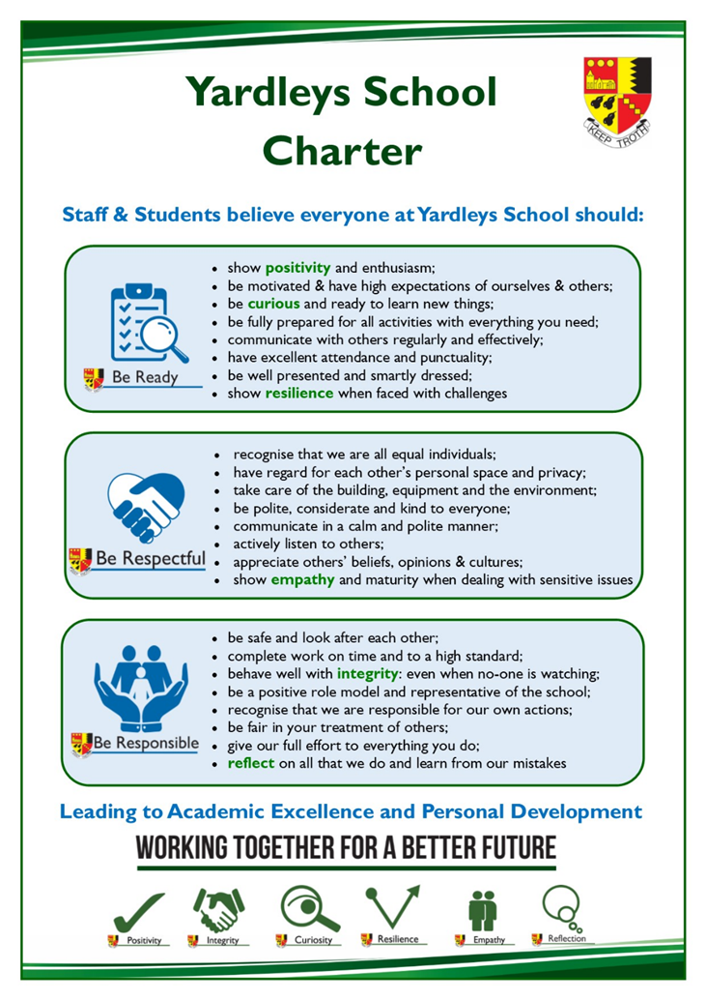 Yardleys School
Charter
KEEP TROTH
Staff & Students believe everyone at Yardleys School should:
• show positivity and enthusiasm;
• be motivated & have high expectations of ourselves & others;
• be curious and ready to learn new things;
• be fully prepared for all activities with everything you need;
• communicate with others regularly and effectively;
• have excellent attendance and punctuality;
• be well presented and smartly dressed;
• show resilience when faced with challenges
Be Ready
• recognise that we are all equal individuals;
• have regard for each other's personal space and privacy;
• take care of the building, equipment and the environment;
• be polite, considerate and kind to everyone;
• communicate in a calm and polite manner;
• actively listen to others;
• appreciate others' beliefs, opinions & cultures;
• show empathy and maturity when dealing with sensitive issues
Be Respectful
• be safe and look after each other;
• complete work on time and to a high standard;
• behave well with integrity: even when no-one is watching;
• be a positive role model and representative of the school;
• recognise that we are responsible for our own actions;
• be fair in your treatment of others;
• give our full effort to everything you do;
• reflect on all that we do and learn from our mistakes
Be Responsible
Leading to Academic Excellence and Personal Development
WORKING TOGETHER FOR A BETTER FUTURE
Positivity
Integrity
Curiosity
Resilience
Empathy
Reflection